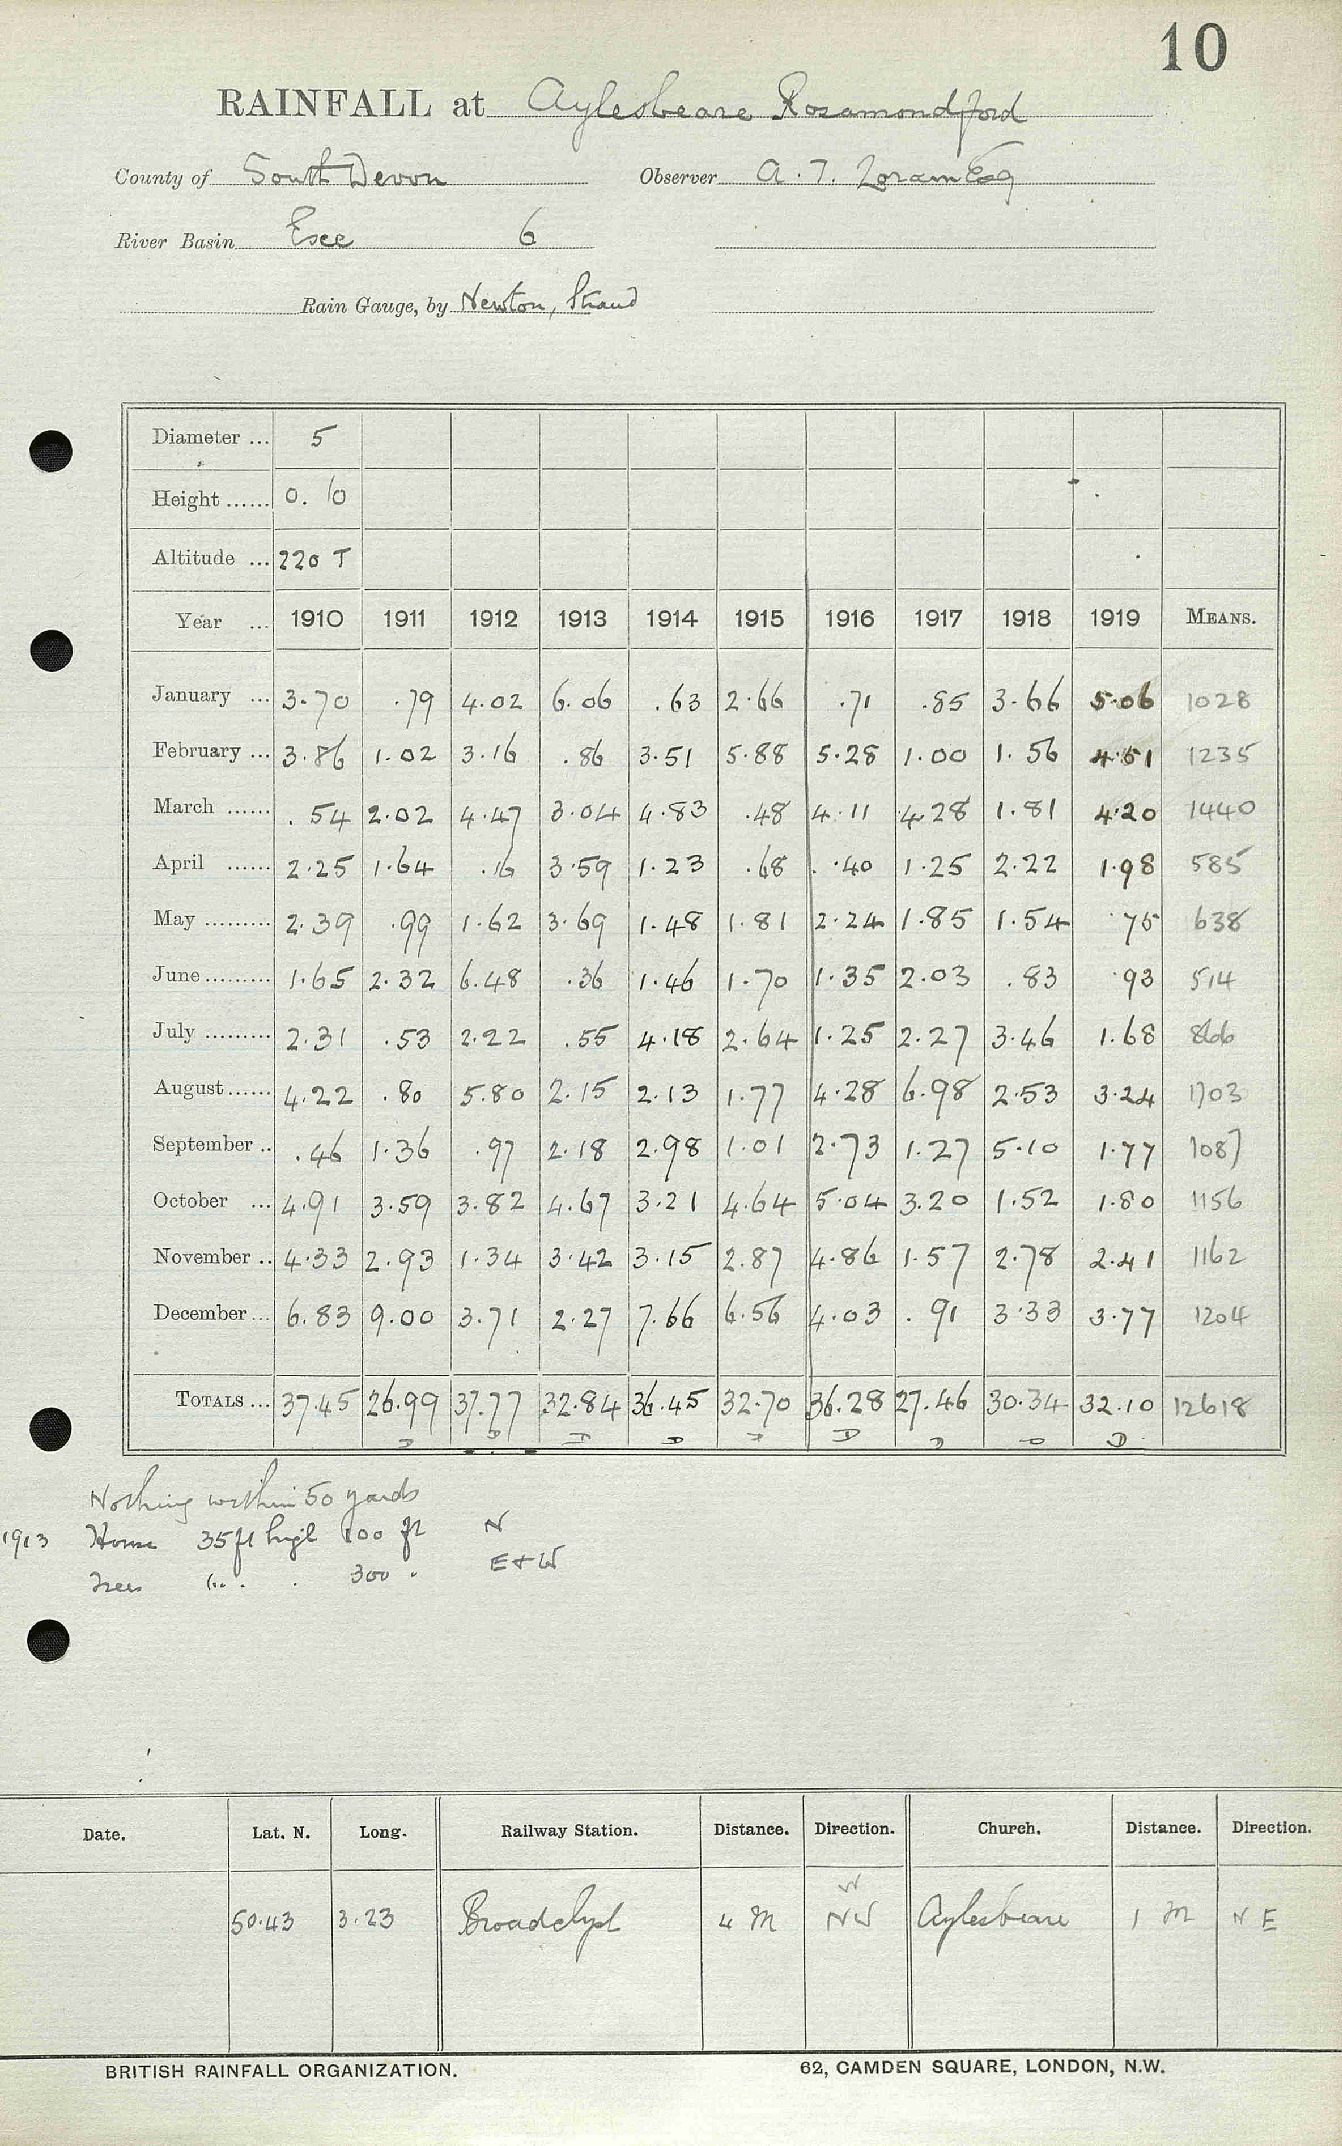 10
RAINFALL at Aylesbeare Rosamondford
County of South Devon Observer A. T. Loram Esq
River Basin Exe 6
Rain Gauge, by Newton, Strand
Diameter ... 5
Height ...... 0. 10
Altitude ... 220 T
Year ... 1910 1911 1912 1913 1914 1915 1916 1917 1918 1919 MEANS.
January ... 3.70 .79 4.02 6.06 .63 2.66 .71 .85 3.66 5.06 1028
February ... 3.86 1.02 3.16 .86 3.51 5.88 5.28 1.00 1.56 4.51 1235
March ...... .54 2.02 4.47 3.04 4.83 .48 4.11 4.28 1.81 4.20 1440
April ...... 2.25 1.64 .16 3.59 1.23 .68 .40 1.25 2.22 1.98 585
May ......... 2.39 .99 1.62 3.69 1.48 1.81 2.24 1.85 1.54 .75 638
June ......... 1.65 2.32 6.48 .36 1.46 1.70 1.35 2.03 .83 .93 514
July ......... 2.31 .53 2.22 .55 4.18 2.64 1.25 2.27 3.46 1.68 866
August ...... 4.22 .80 5.80 2.15 2.13 1.77 4.28 6.98 2.53 3.24 1703
September .. .46 1.36 .97 2.18 2.98 1.01 2.73 1.27 5.10 1.77 1087
October ... 4.91 3.59 3.82 4.67 3.21 4.64 5.04 3.20 1.52 1.80 1156
November .. 4.33 2.93 1.34 3.42 3.15 2.87 4.86 1.57 2.78 2.41 1162
December ... 6.83 9.00 3.71 2.27 7.66 6.56 4.03 .91 3.33 3.77 1204
TOTALS ... 37.45 26.99 37.77 32.84 36.45 32.70 36.28 27.46 30.34 32.10 12618
D D D D D D D D D
Nothing within 50 yards
1913 House 35 ft high 100 ft N
Trees 300 " E + W
Date. Lat. N. Long. Railway Station. Distance. Direction. Church. Distance. Direction.
W
50.43 3.23 Broadclyst 4 M NW Aylesbeare 1 M N E
BRITISH RAINFALL ORGANIZATION. 62, CAMDEN SQUARE, LONDON, N.W.